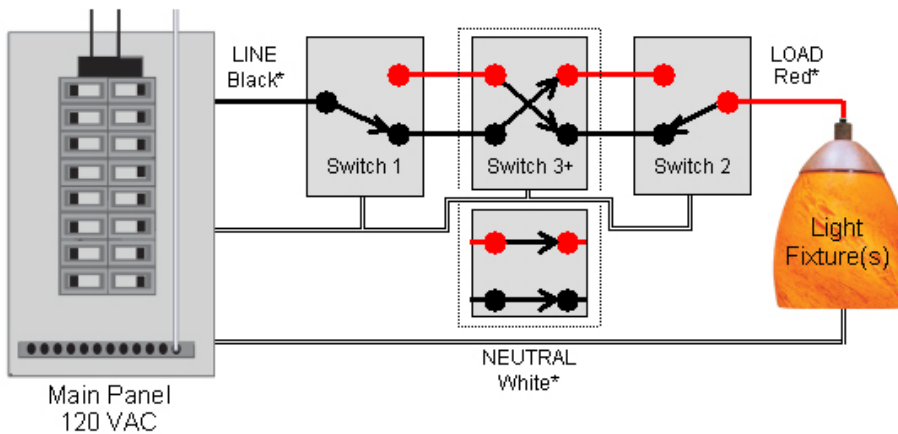 LINE
Black*
LOAD
Red*
Switch 1
Switch 3+
Switch 2
Light
Fixture(s)
NEUTRAL
White*
Main Panel
120 VAC